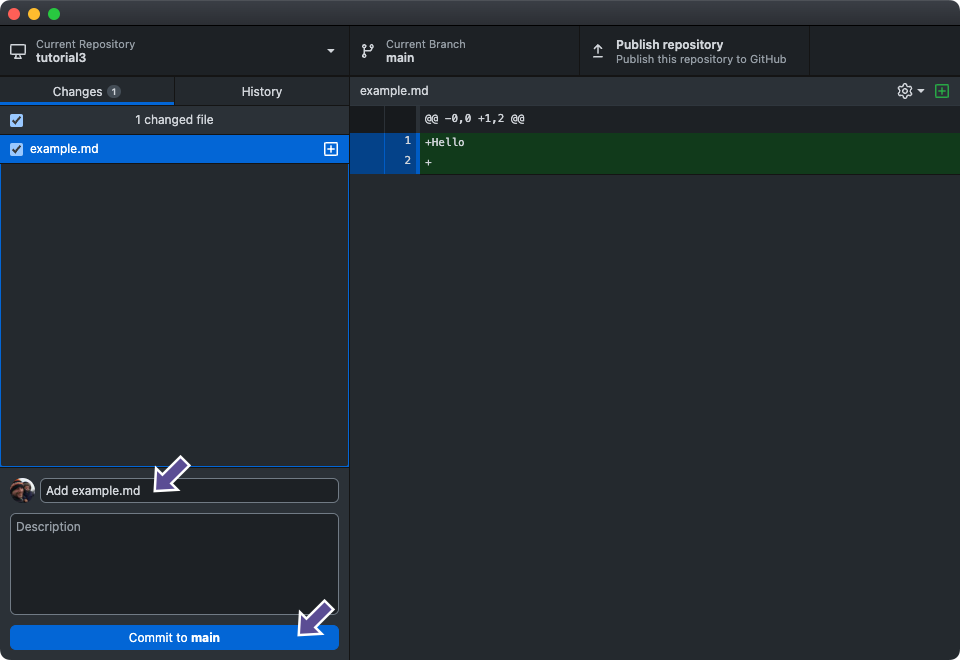 Current Repository
tutorial3
Current Branch
main
Publish repository
Publish this repository to GitHub
Changes 1
History
example.md
1 changed file
@@ -0,0 +1,2 @@
example.md
1 +Hello
2 +
Add example.md
Description
Commit to main